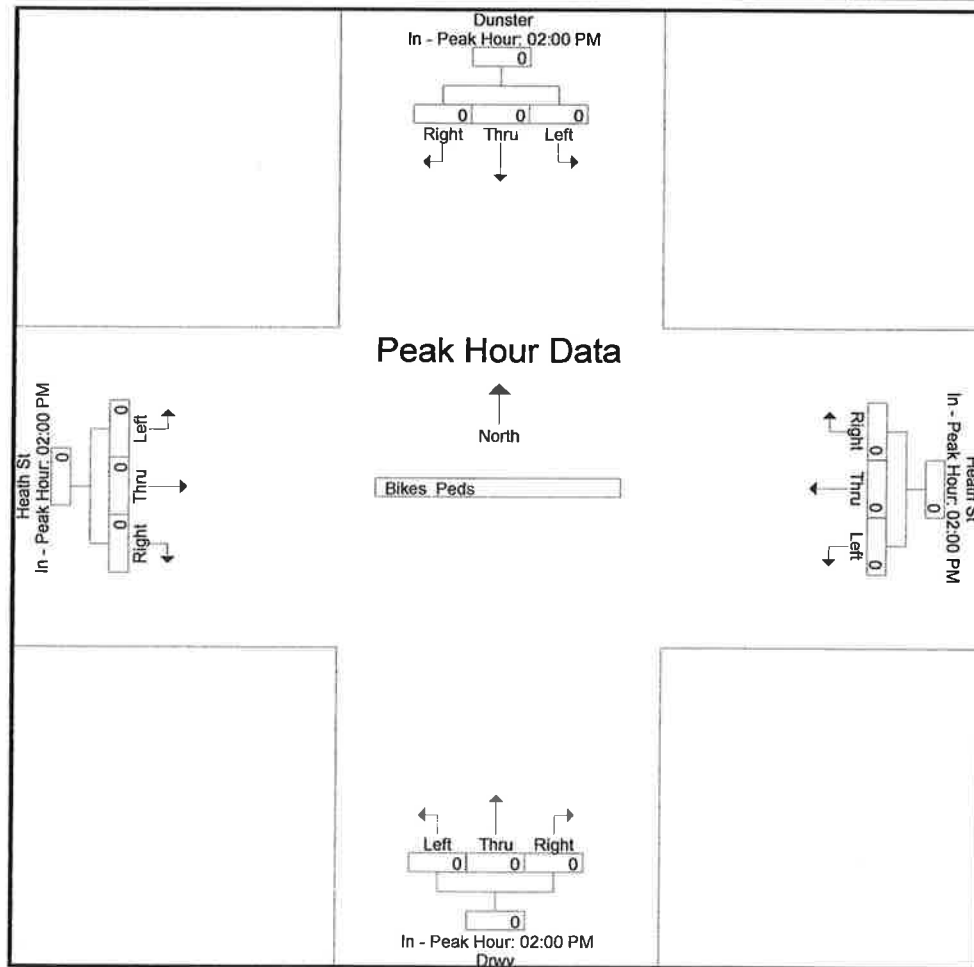 Dunster
In - Peak Hour: 02:00 PM
0
0 0 0
Right Thru Left
Peak Hour Data
North
Bikes Peds
Heath St
In - Peak Hour: 02:00 PM
0
0 0 0
Left Thru Right
Right Thru Left
0 0 0
0
In - Peak Hour: 02:00 PM
Heath St
Left Thru Right
0 0 0
0
In - Peak Hour: 02:00 PM
Drwy